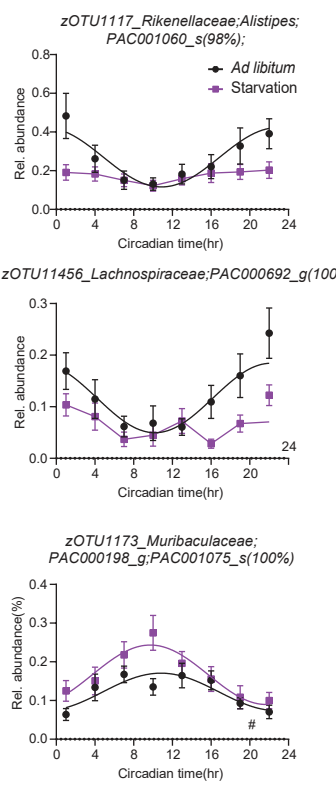 zOTU1117_Rikenellaceae;Alistipes;
PAC001060_s(98%);
0.8
0.6
0.4
0.2
0.0
Rel. abundance
Ad libitum
Starvation
0 4 8 12 16 20 24
Circadian time(hr)
zOTU11456_Lachnospiraceae;PAC000692_g(100
0.3
0.2
0.1
0.0
Rel. abundance
24
0 4 8 12 16 20
Circadian time(hr)
zOTU1173_Muribaculaceae;
PAC000198_g;PAC001075_s(100%)
0.4
0.3
0.2
0.1
0.0
Rel. abundance(%)
#
0 4 8 12 16 20 24
Circadian time(hr)